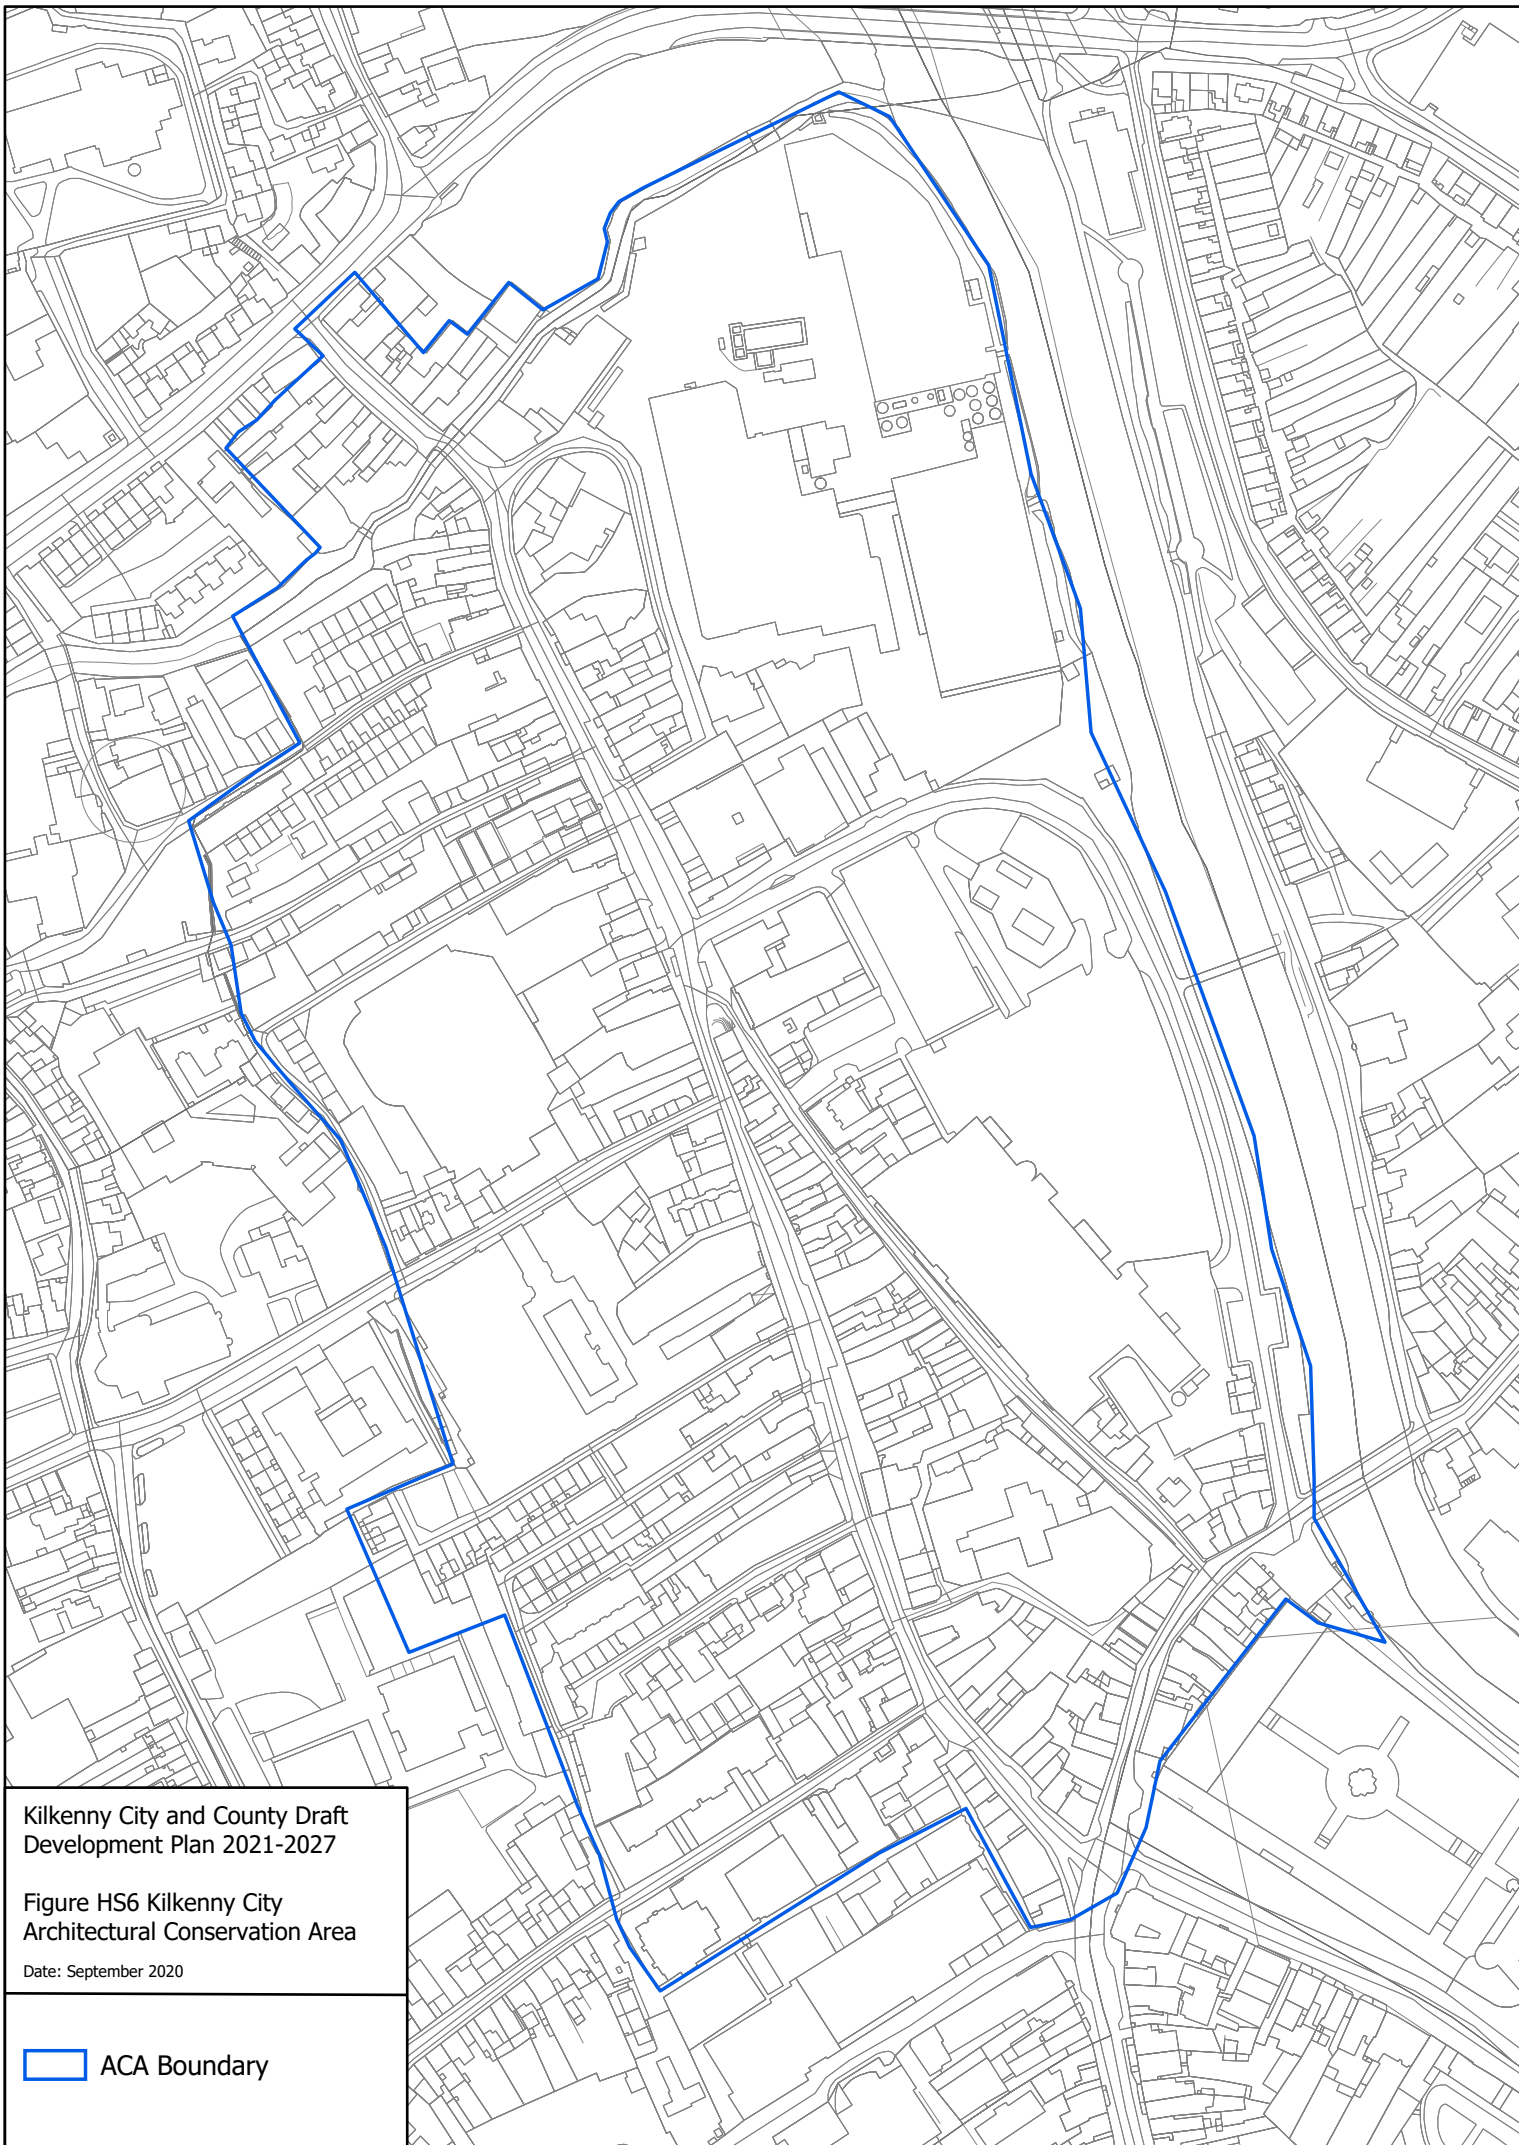 Kilkenny City and County Draft
Development Plan 2021-2027
Figure HS6 Kilkenny City
Architectural Conservation Area
Date: September 2020
ACA Boundary